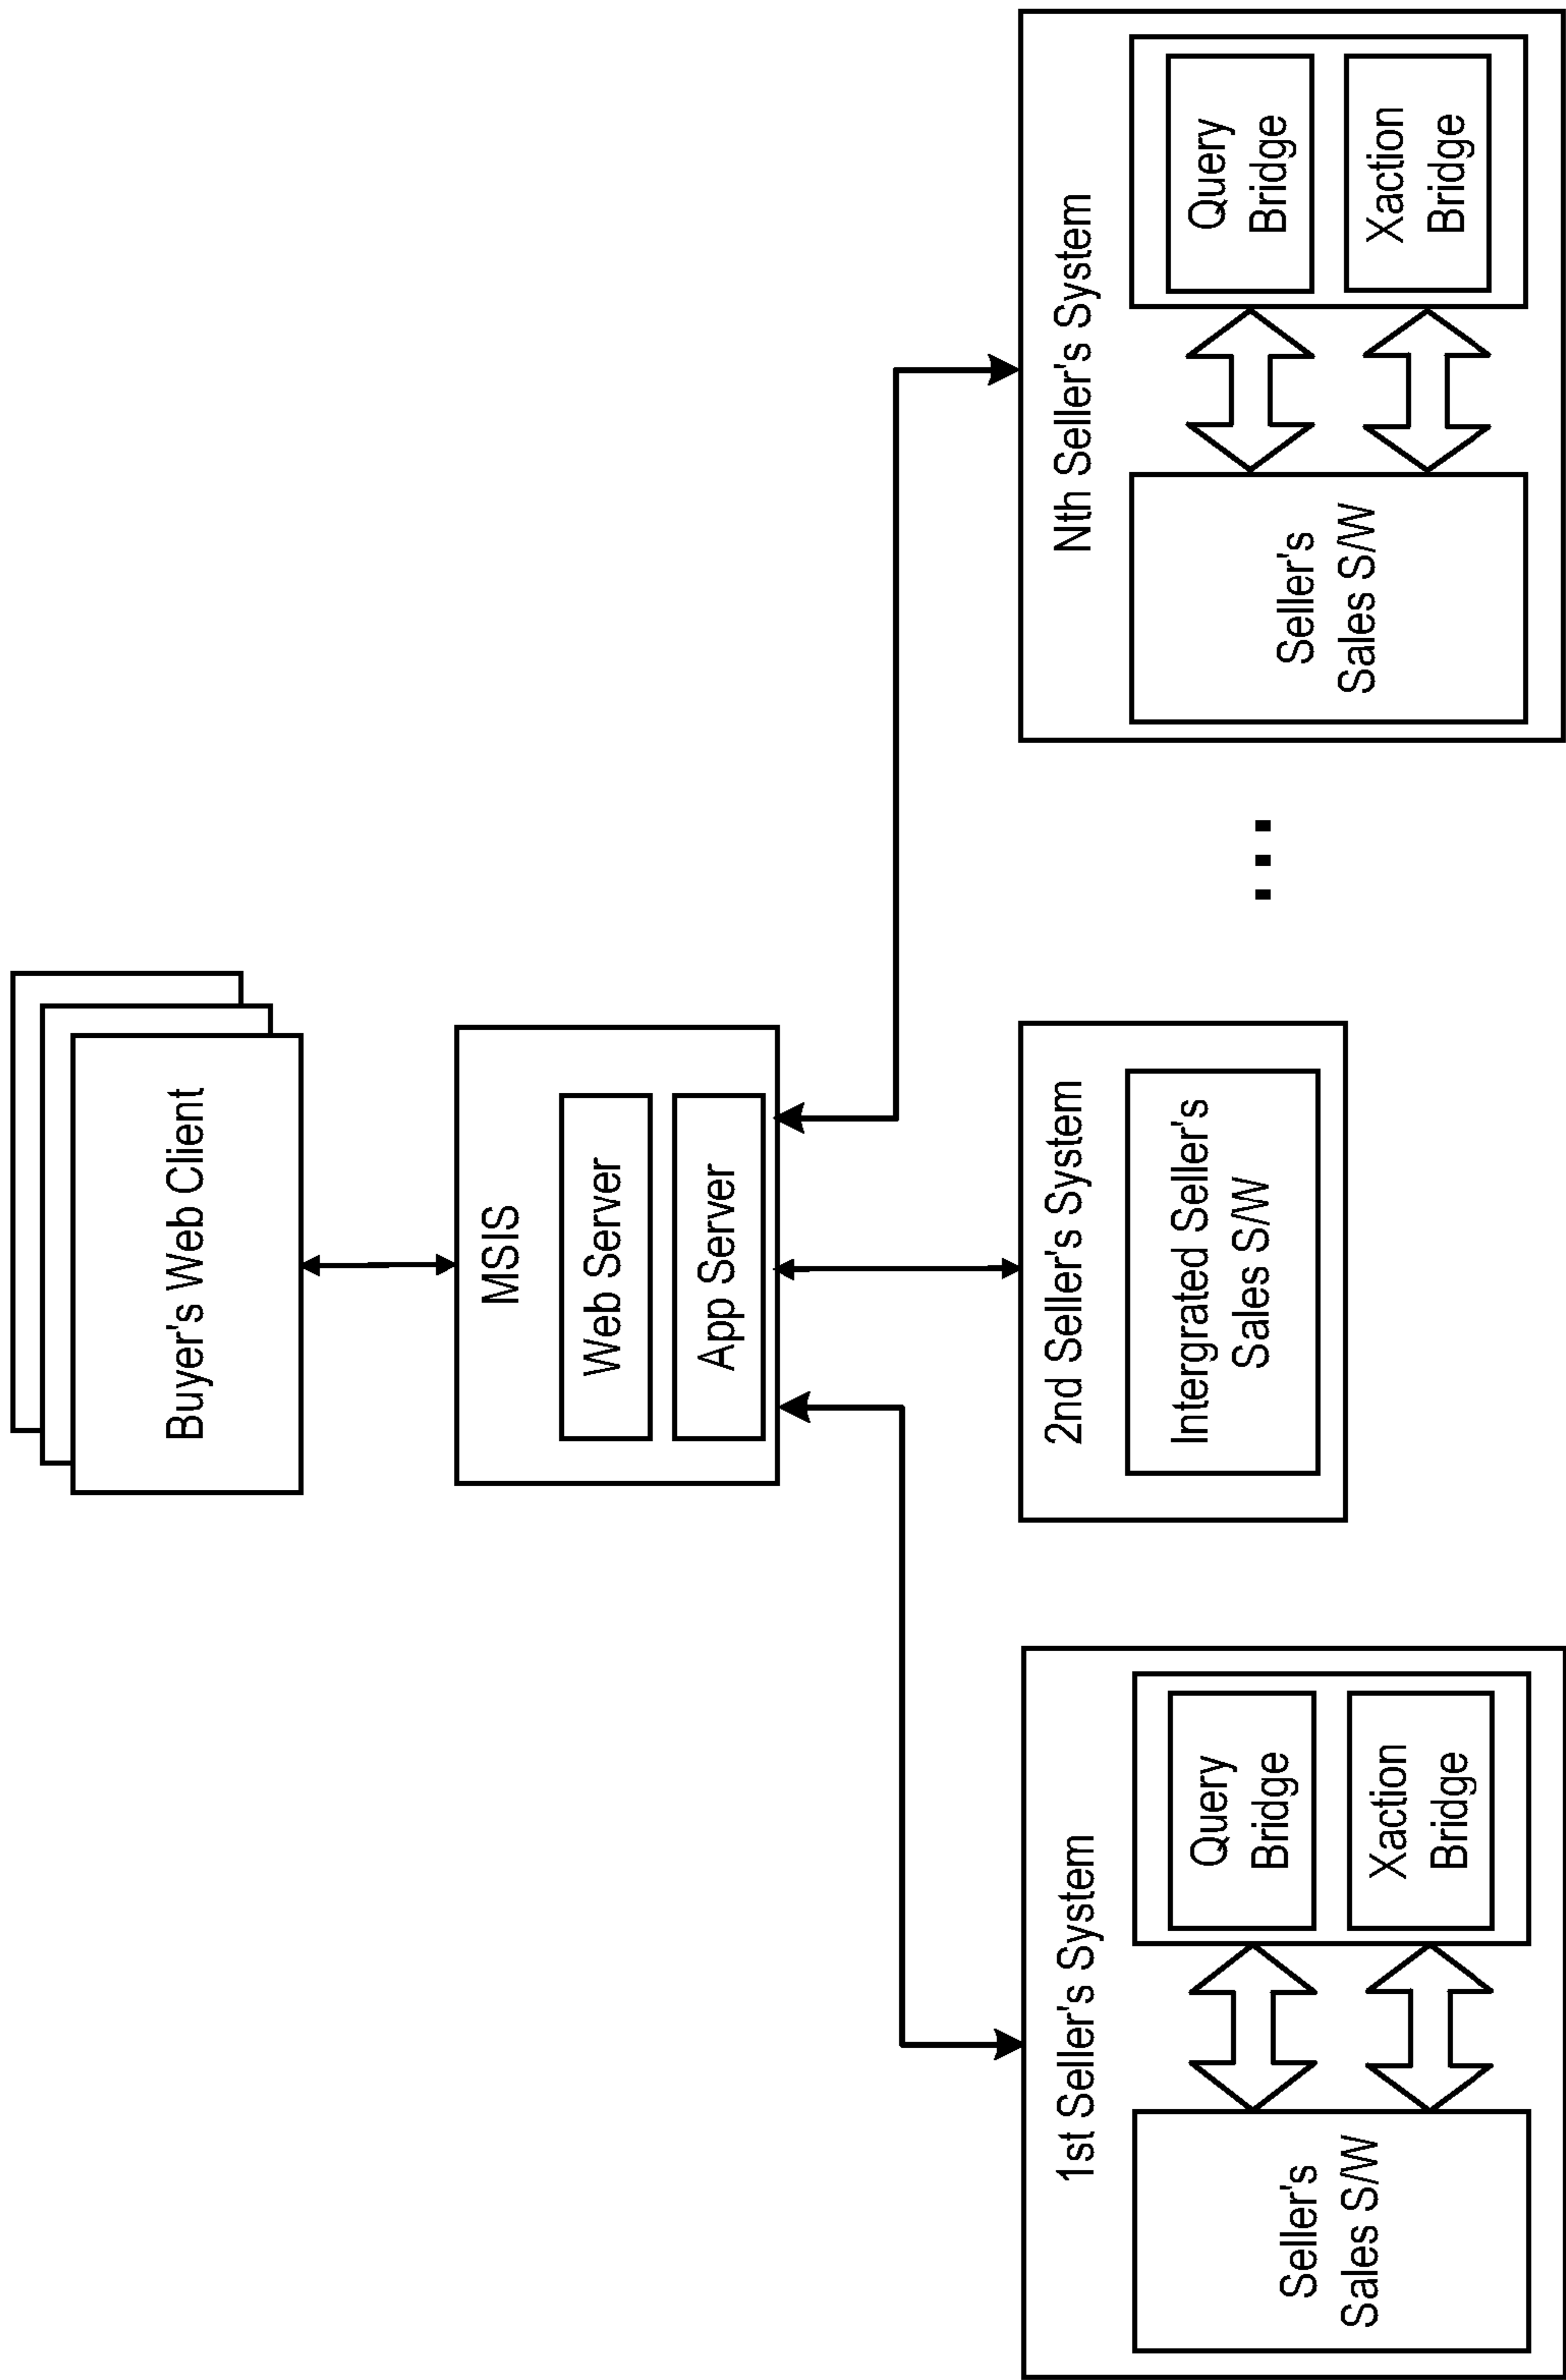 Buyer's Web Client
MSIS
Web Server
App Server
1st Seller's System
Seller's
Sales S/W
Query
Bridge
Xaction
Bridge
2nd Seller's System
Intergrated Seller's
Sales S/W
...
Nth Seller's System
Seller's
Sales S/W
Query
Bridge
Xaction
Bridge